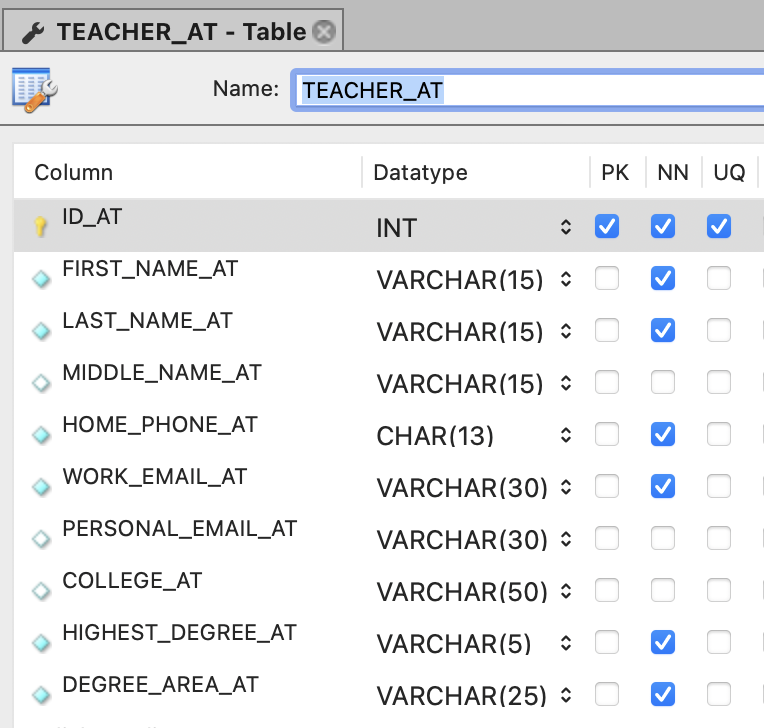 TEACHER_AT - Table
Name: TEACHER_AT
Column Datatype PK NN UQ
ID_AT INT
FIRST_NAME_AT VARCHAR(15)
LAST_NAME_AT VARCHAR(15)
MIDDLE_NAME_AT VARCHAR(15)
HOME_PHONE_AT CHAR(13)
WORK_EMAIL_AT VARCHAR(30)
PERSONAL_EMAIL_AT VARCHAR(30)
COLLEGE_AT VARCHAR(50)
HIGHEST_DEGREE_AT VARCHAR(5)
DEGREE_AREA_AT VARCHAR(25)